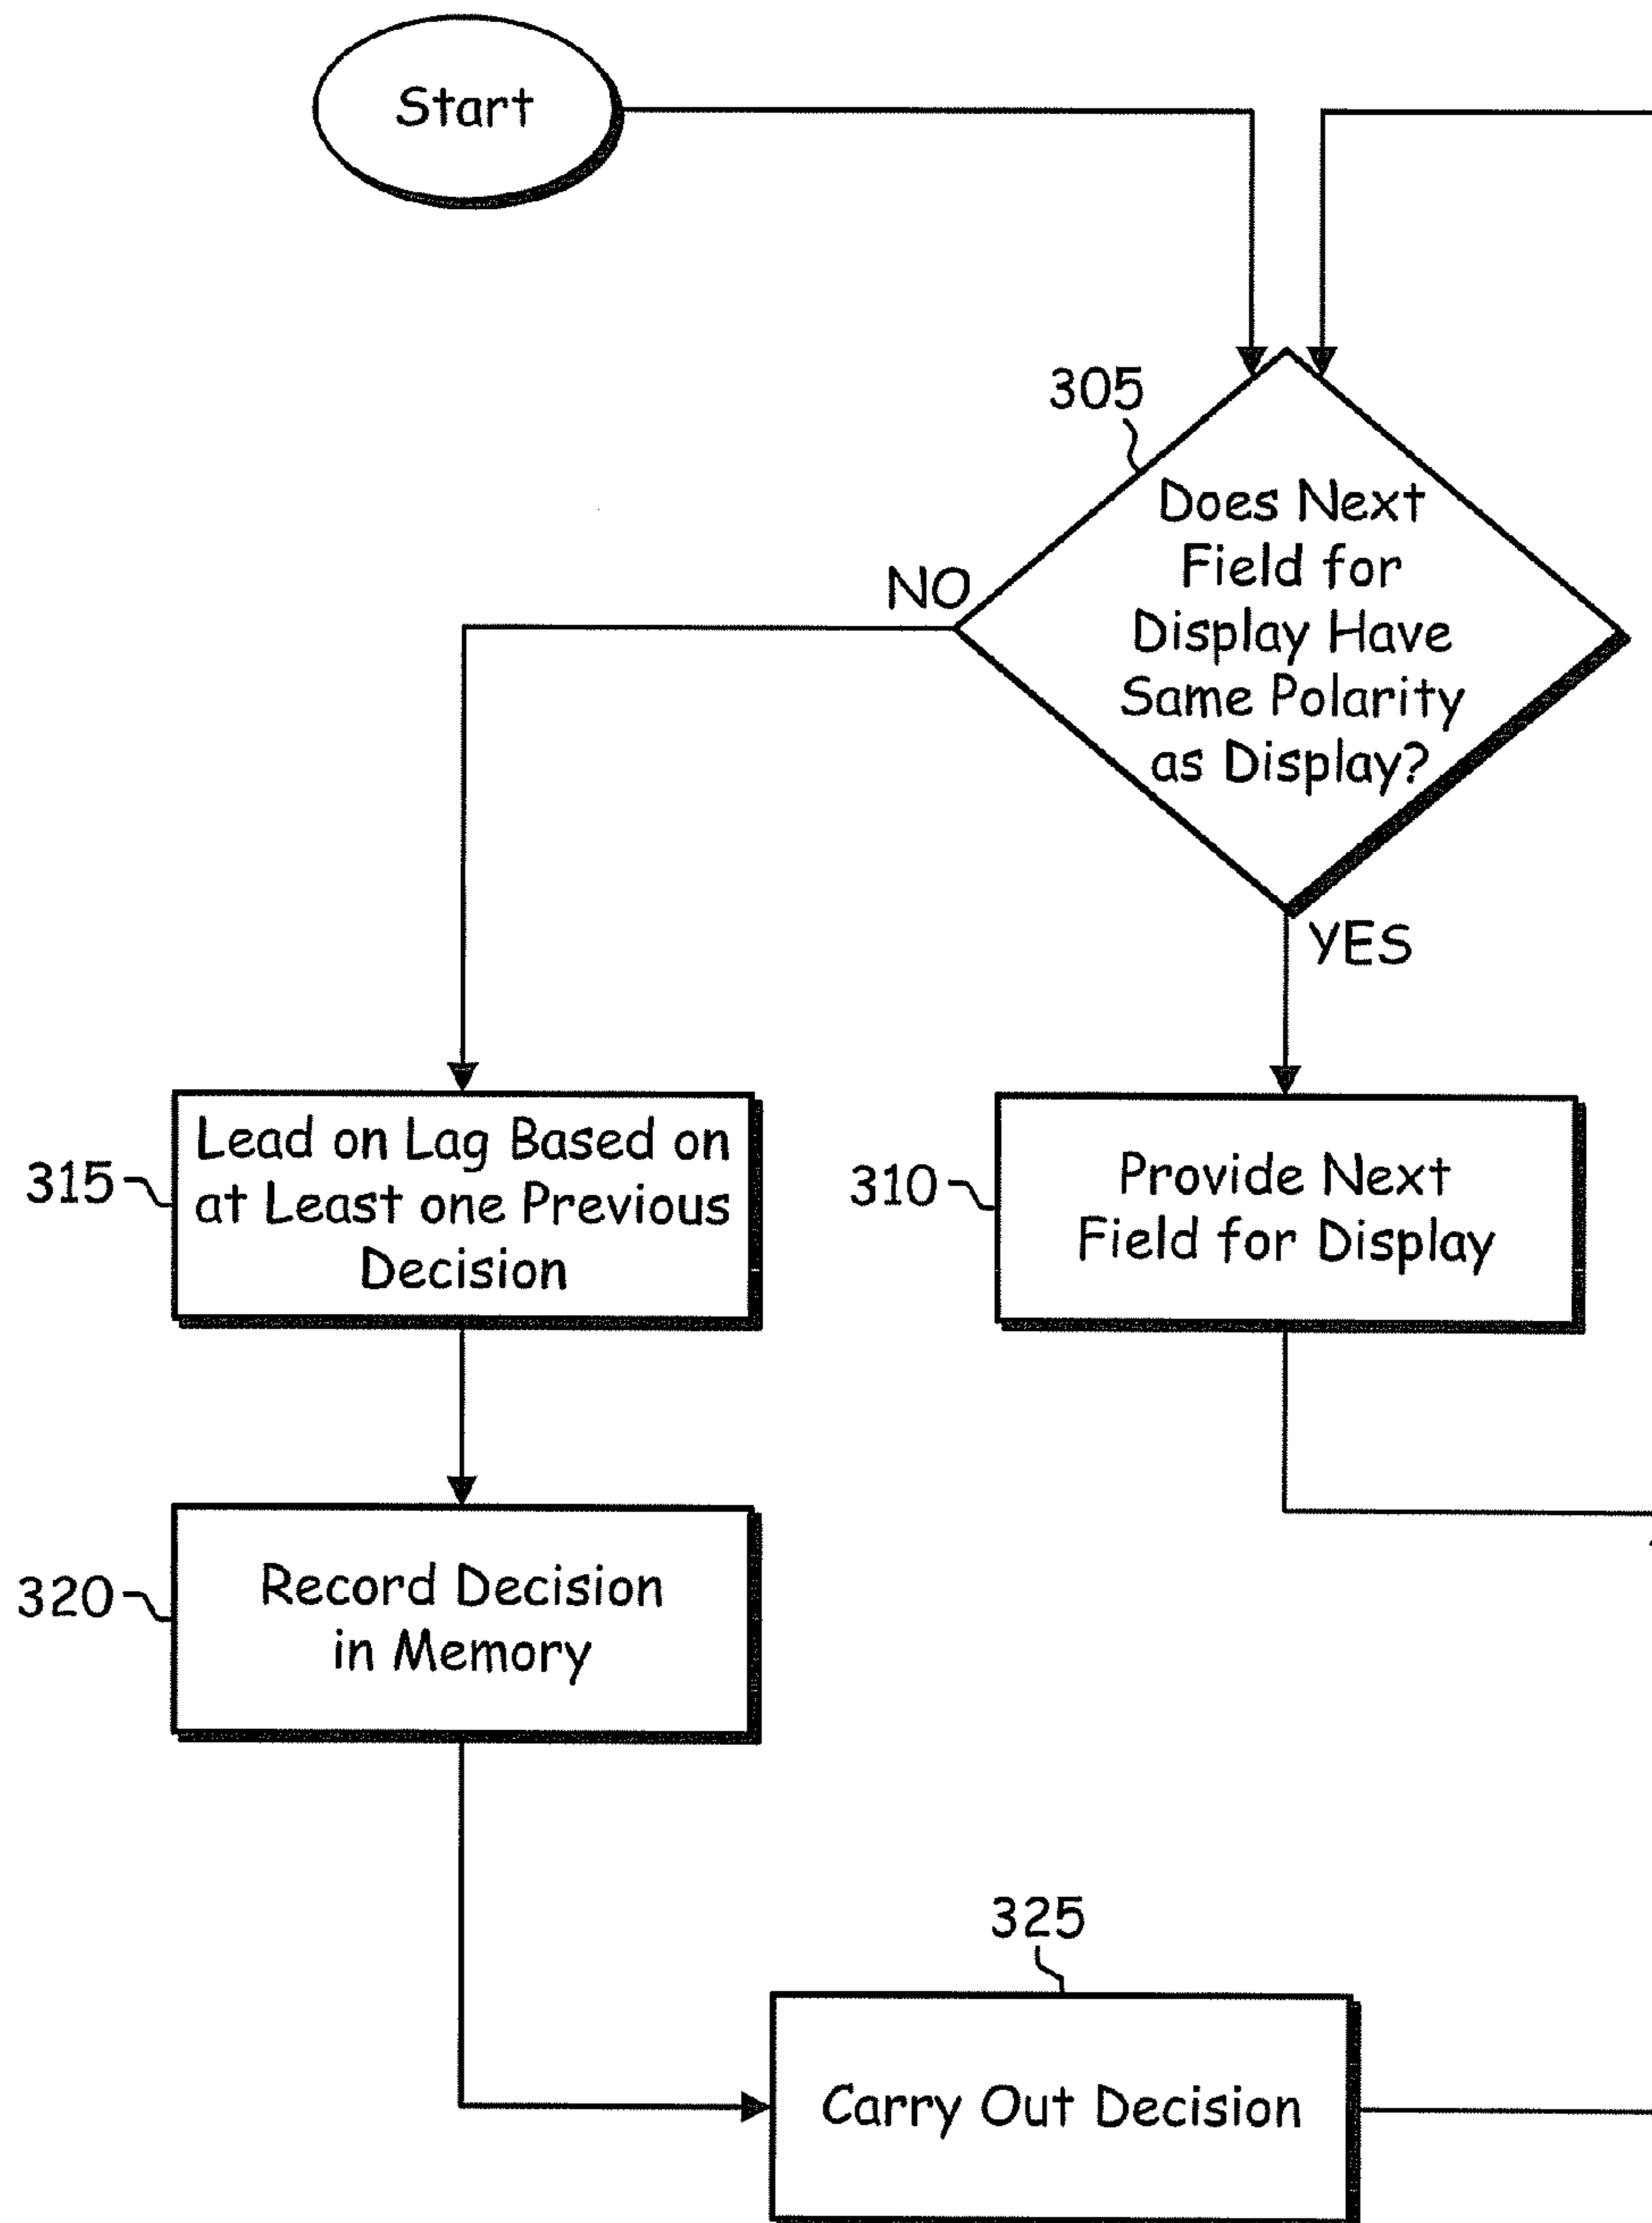 Start
305
Does Next
Field for
Display Have
Same Polarity
as Display?
NO
YES
315
Lead on Lag Based on
at Least one Previous
Decision
310
Provide Next
Field for Display
320
Record Decision
in Memory
325
Carry Out Decision